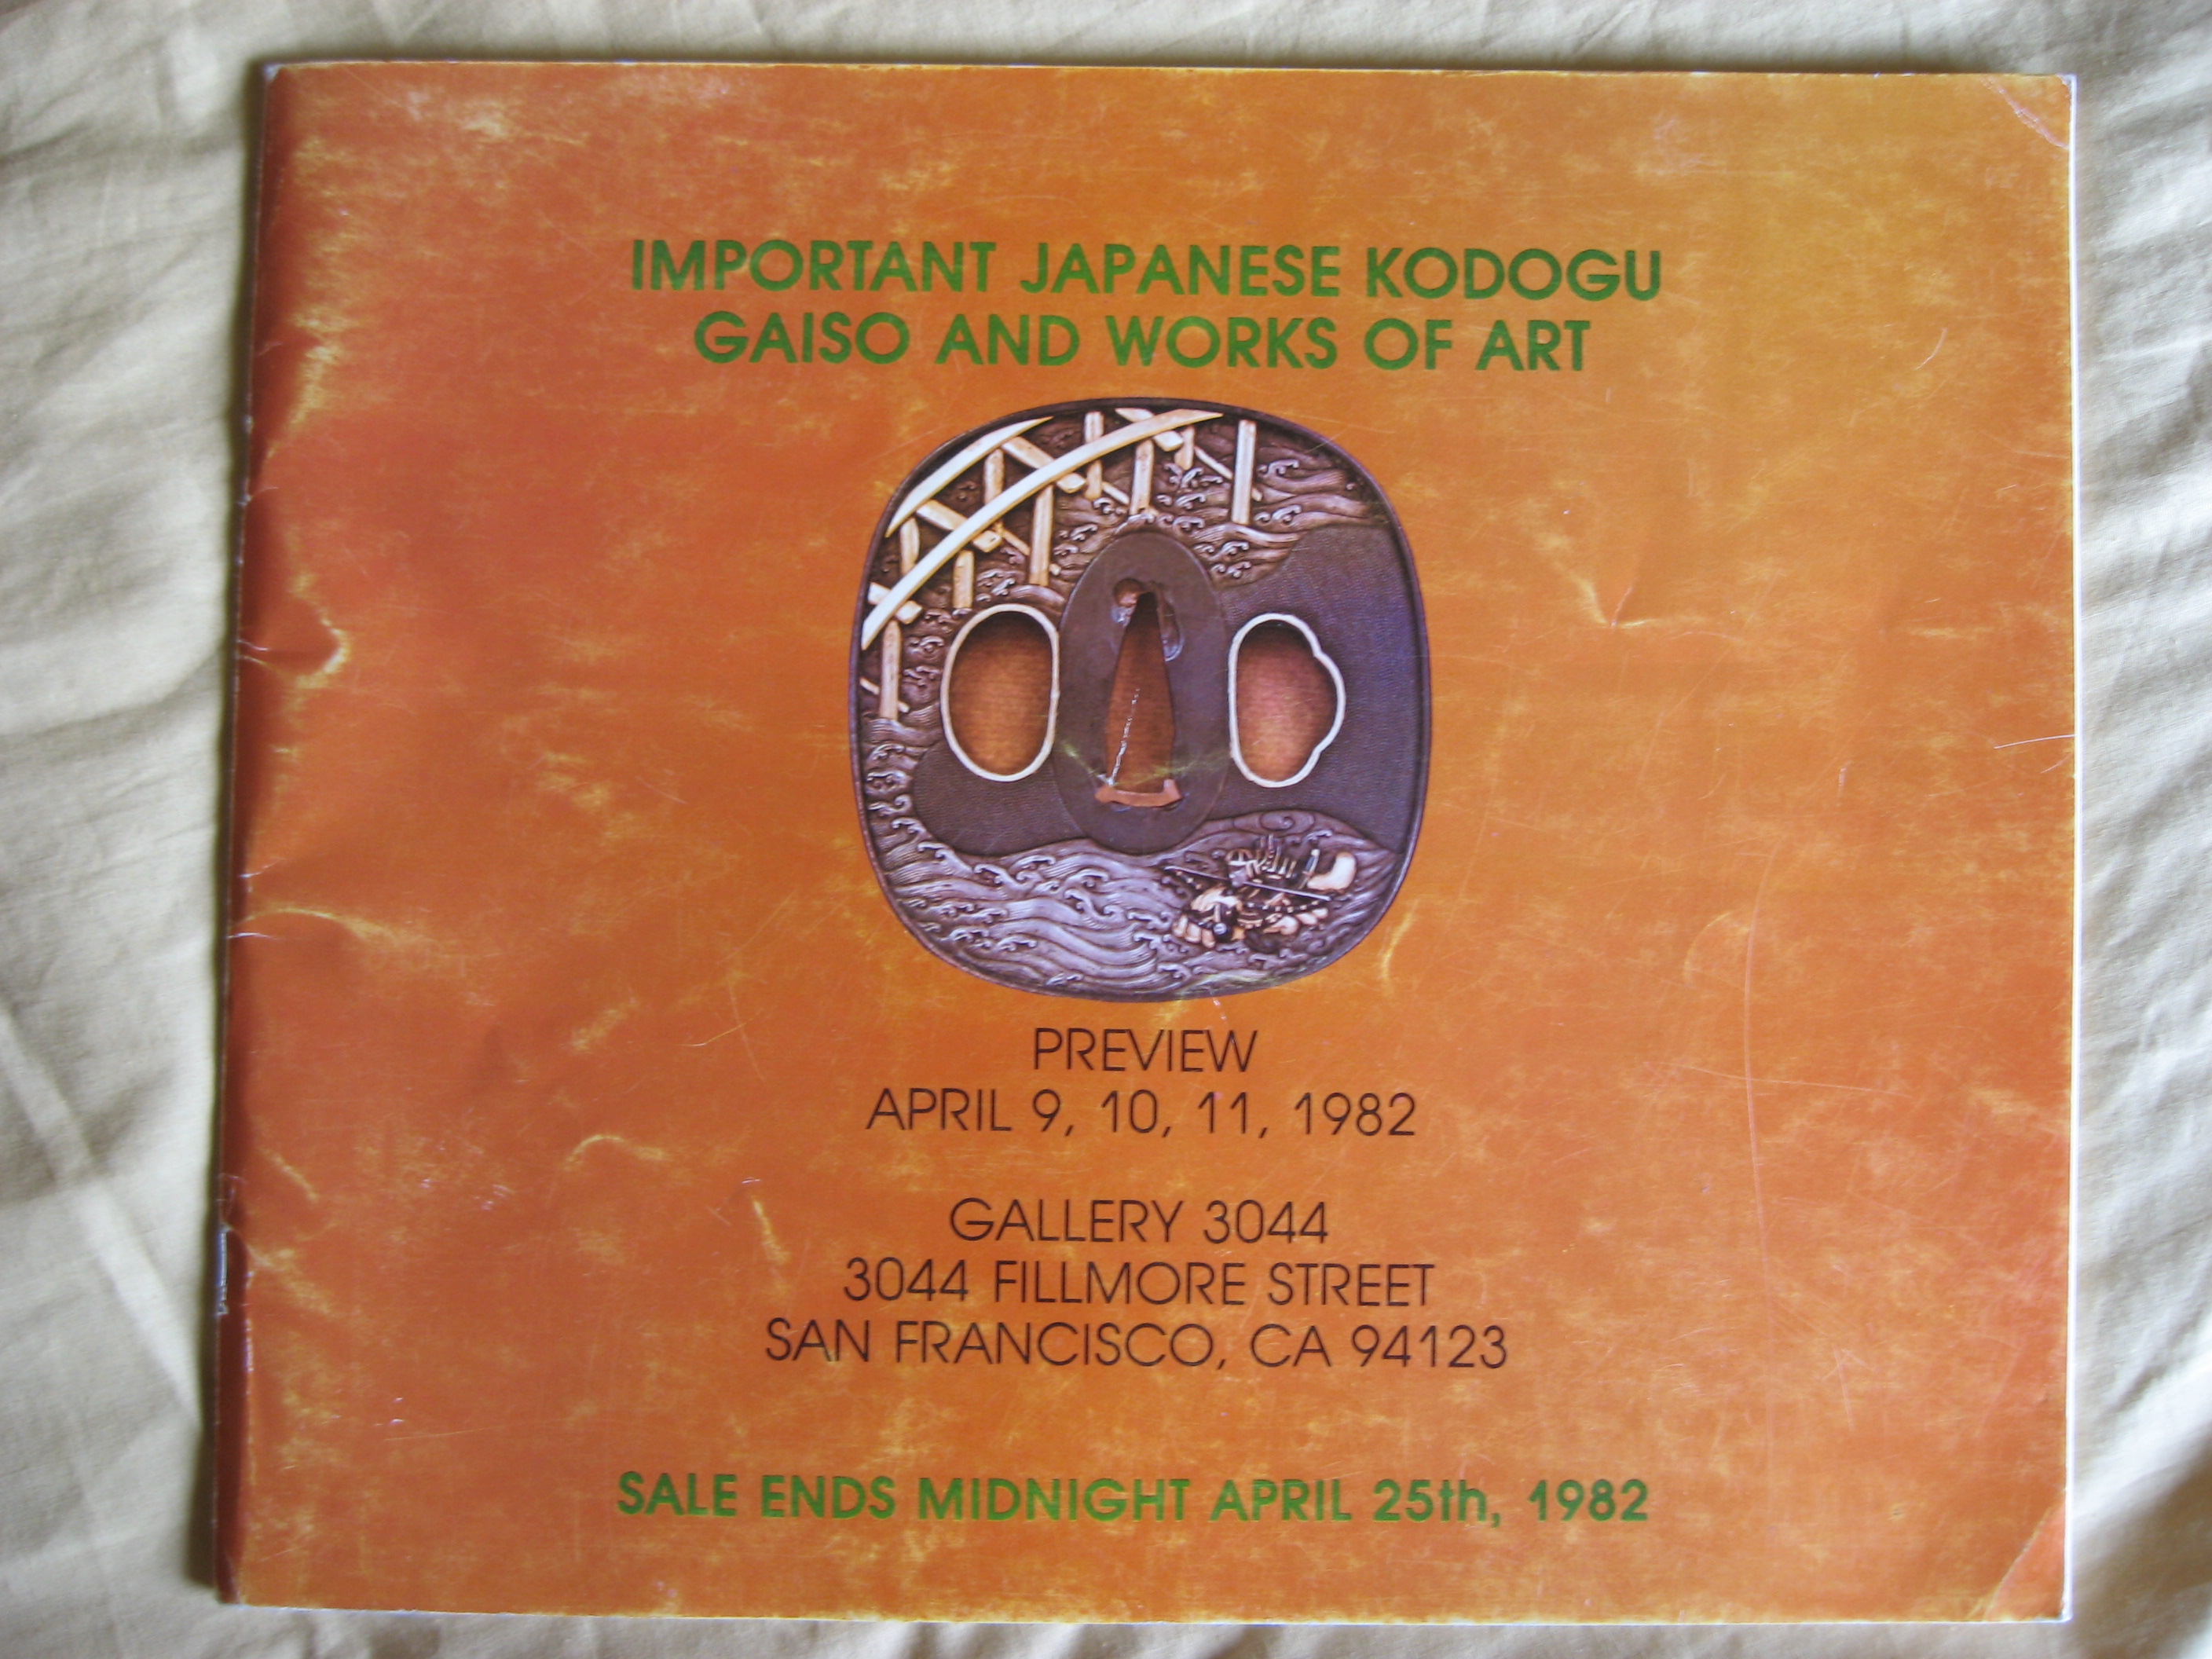 IMPORTANT JAPANESE KODOGU
GAISO AND WORKS OF ART
PREVIEW
APRIL 9, 10, 11, 1982
GALLERY 3044
3044 FILLMORE STREET
SAN FRANCISCO, CA 94123
SALE ENDS MIDNIGHT APRIL 25th, 1982